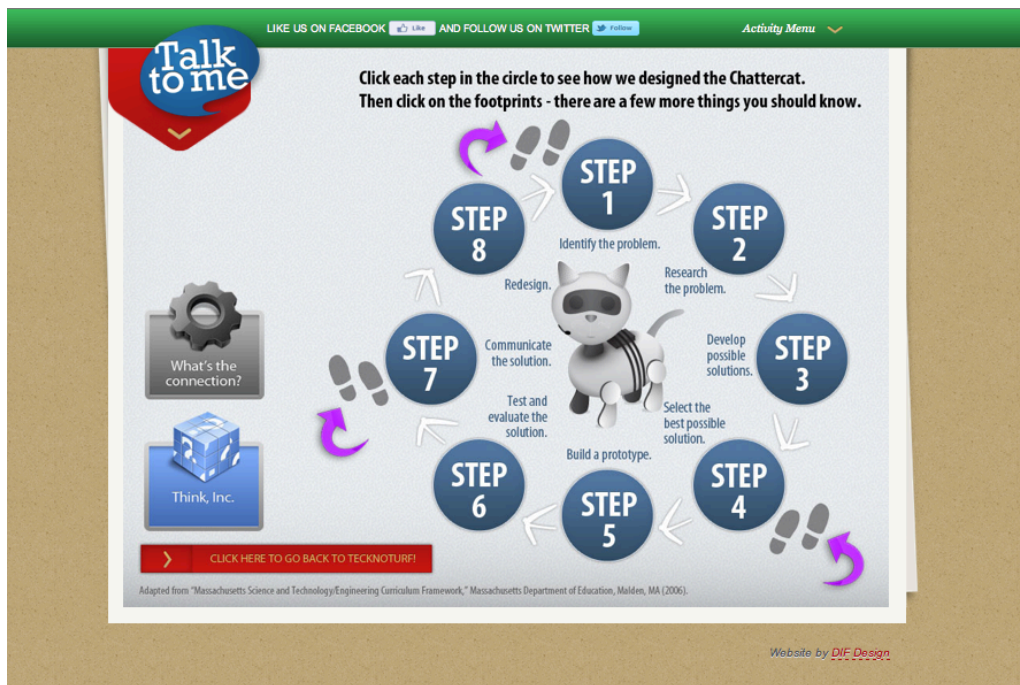 LIKE US ON FACEBOOK Like AND FOLLOW US ON TWITTER Follow
Activity Menu
Talk
to me
Click each step in the circle to see how we designed the Chattercat.
Then click on the footprints - there are a few more things you should know.
STEP
1
Identify the problem.
STEP
2
Research
the problem.
STEP
3
Develop
possible
solutions.
STEP
4
Select the
best possible
solution.
STEP
5
Build a prototype.
STEP
6
Test and
evaluate the
solution.
STEP
7
Communicate
the solution.
STEP
8
Redesign.
What's the
connection?
Think, Inc.
CLICK HERE TO GO BACK TO TECKNOTURF!
Adapted from "Massachusetts Science and Technology/Engineering Curriculum Framework," Massachusetts Department of Education, Malden, MA (2006).
Website by DIF Design